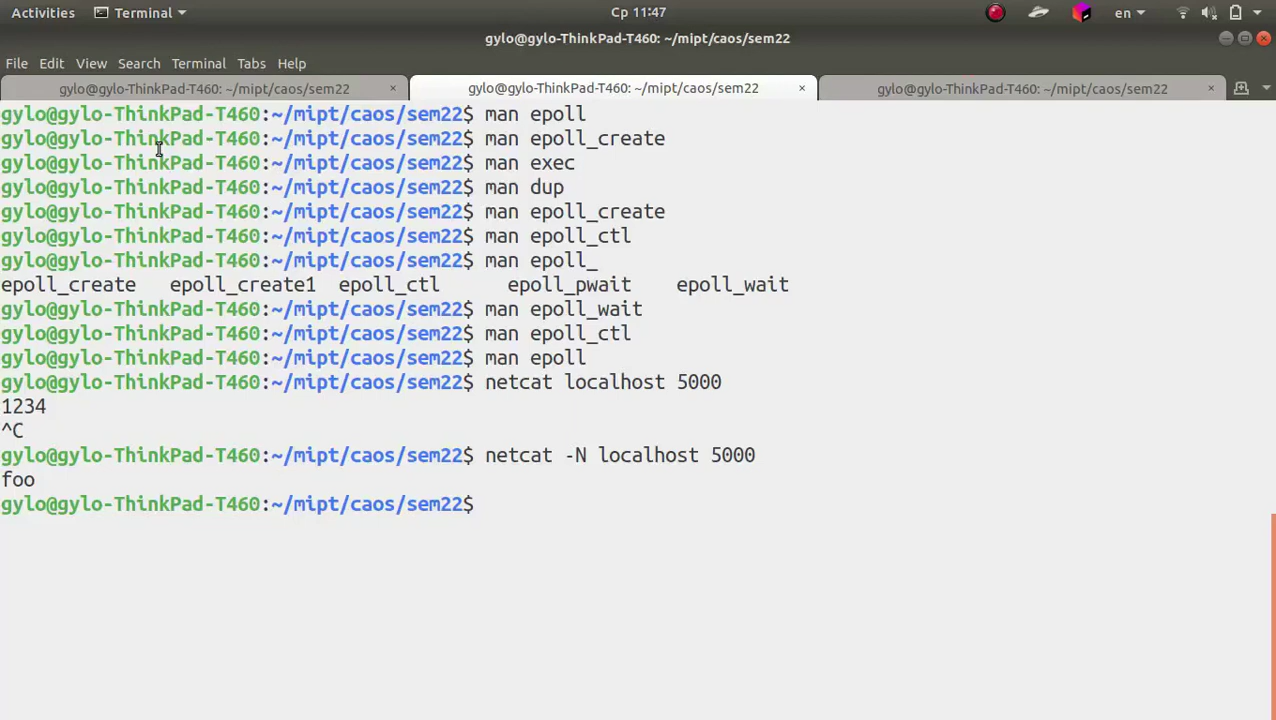 Activities Terminal Ср 11:47 en
gylo@gylo-ThinkPad-T460: ~/mipt/caos/sem22
File Edit View Search Terminal Tabs Help
gylo@gylo-ThinkPad-T460: ~/mipt/caos/sem22 × gylo@gylo-ThinkPad-T460: ~/mipt/caos/sem22 × gylo@gylo-ThinkPad-T460: ~/mipt/caos/sem22 ×
gylo@gylo-ThinkPad-T460:~/mipt/caos/sem22$ man epoll
gylo@gylo-ThinkPad-T460:~/mipt/caos/sem22$ man epoll_create
gylo@gylo-ThinkPad-T460:~/mipt/caos/sem22$ man exec
gylo@gylo-ThinkPad-T460:~/mipt/caos/sem22$ man dup
gylo@gylo-ThinkPad-T460:~/mipt/caos/sem22$ man epoll_create
gylo@gylo-ThinkPad-T460:~/mipt/caos/sem22$ man epoll_ctl
gylo@gylo-ThinkPad-T460:~/mipt/caos/sem22$ man epoll_
epoll_create epoll_create1 epoll_ctl epoll_pwait epoll_wait
gylo@gylo-ThinkPad-T460:~/mipt/caos/sem22$ man epoll_wait
gylo@gylo-ThinkPad-T460:~/mipt/caos/sem22$ man epoll_ctl
gylo@gylo-ThinkPad-T460:~/mipt/caos/sem22$ man epoll
gylo@gylo-ThinkPad-T460:~/mipt/caos/sem22$ netcat localhost 5000
1234
^C
gylo@gylo-ThinkPad-T460:~/mipt/caos/sem22$ netcat -N localhost 5000
foo
gylo@gylo-ThinkPad-T460:~/mipt/caos/sem22$